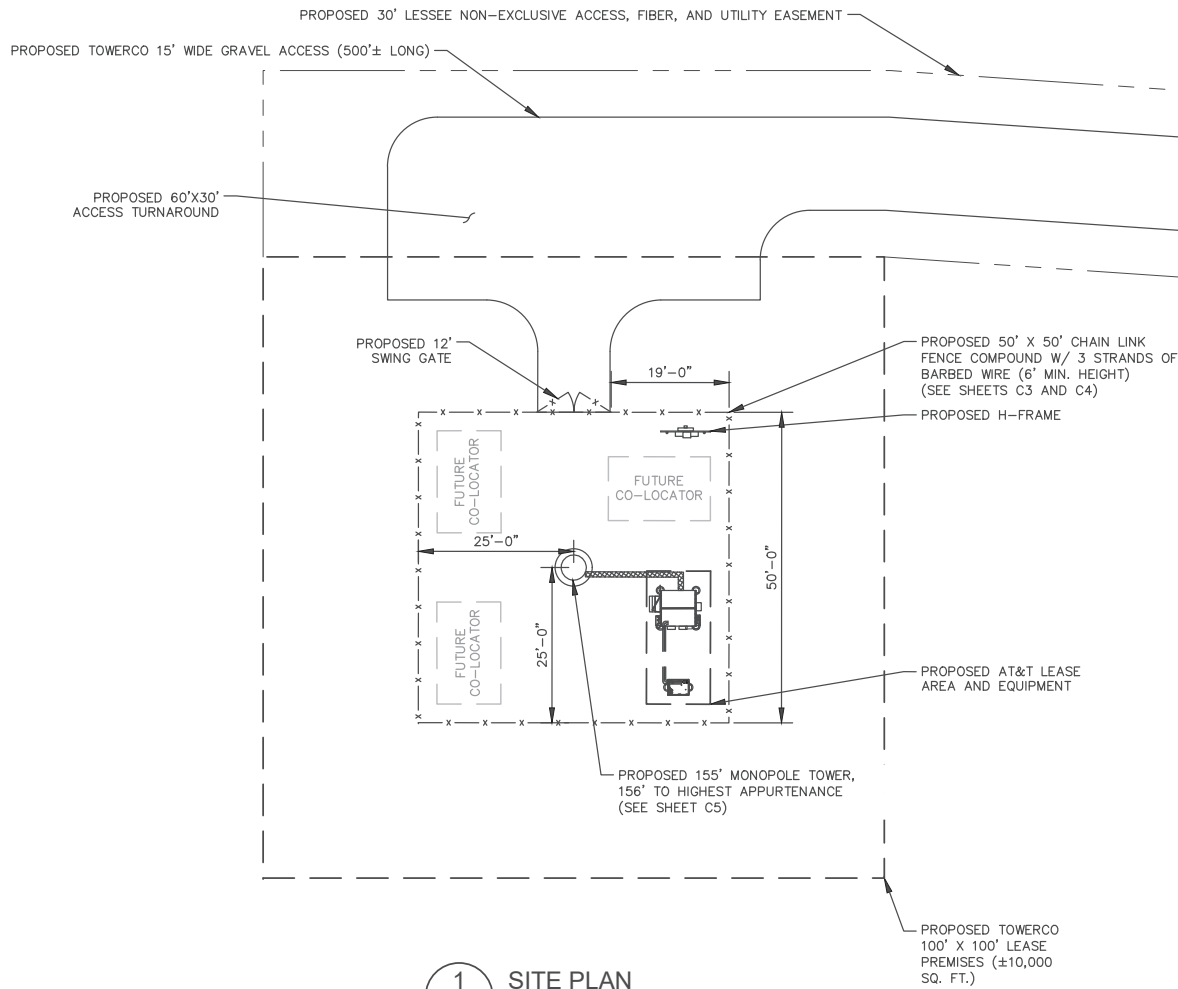 PROPOSED 30' LESSEE NON-EXCLUSIVE ACCESS, FIBER, AND UTILITY EASEMENT
PROPOSED TOWERCO 15' WIDE GRAVEL ACCESS (500'± LONG)
PROPOSED 60'X30'
ACCESS TURNAROUND
PROPOSED 12'
SWING GATE
19'-0"
PROPOSED 50' X 50' CHAIN LINK
FENCE COMPOUND W/ 3 STRANDS OF
BARBED WIRE (6' MIN. HEIGHT)
(SEE SHEETS C3 AND C4)
PROPOSED H-FRAME
FUTURE
CO-LOCATOR
FUTURE
CO-LOCATOR
25'-0"
50'-0"
25'-0"
FUTURE
CO-LOCATOR
PROPOSED AT&T LEASE
AREA AND EQUIPMENT
PROPOSED 155' MONOPOLE TOWER,
156' TO HIGHEST APPURTENANCE
(SEE SHEET C5)
PROPOSED TOWERCO
100' X 100' LEASE
PREMISES (±10,000
SQ. FT.)
1 SITE PLAN